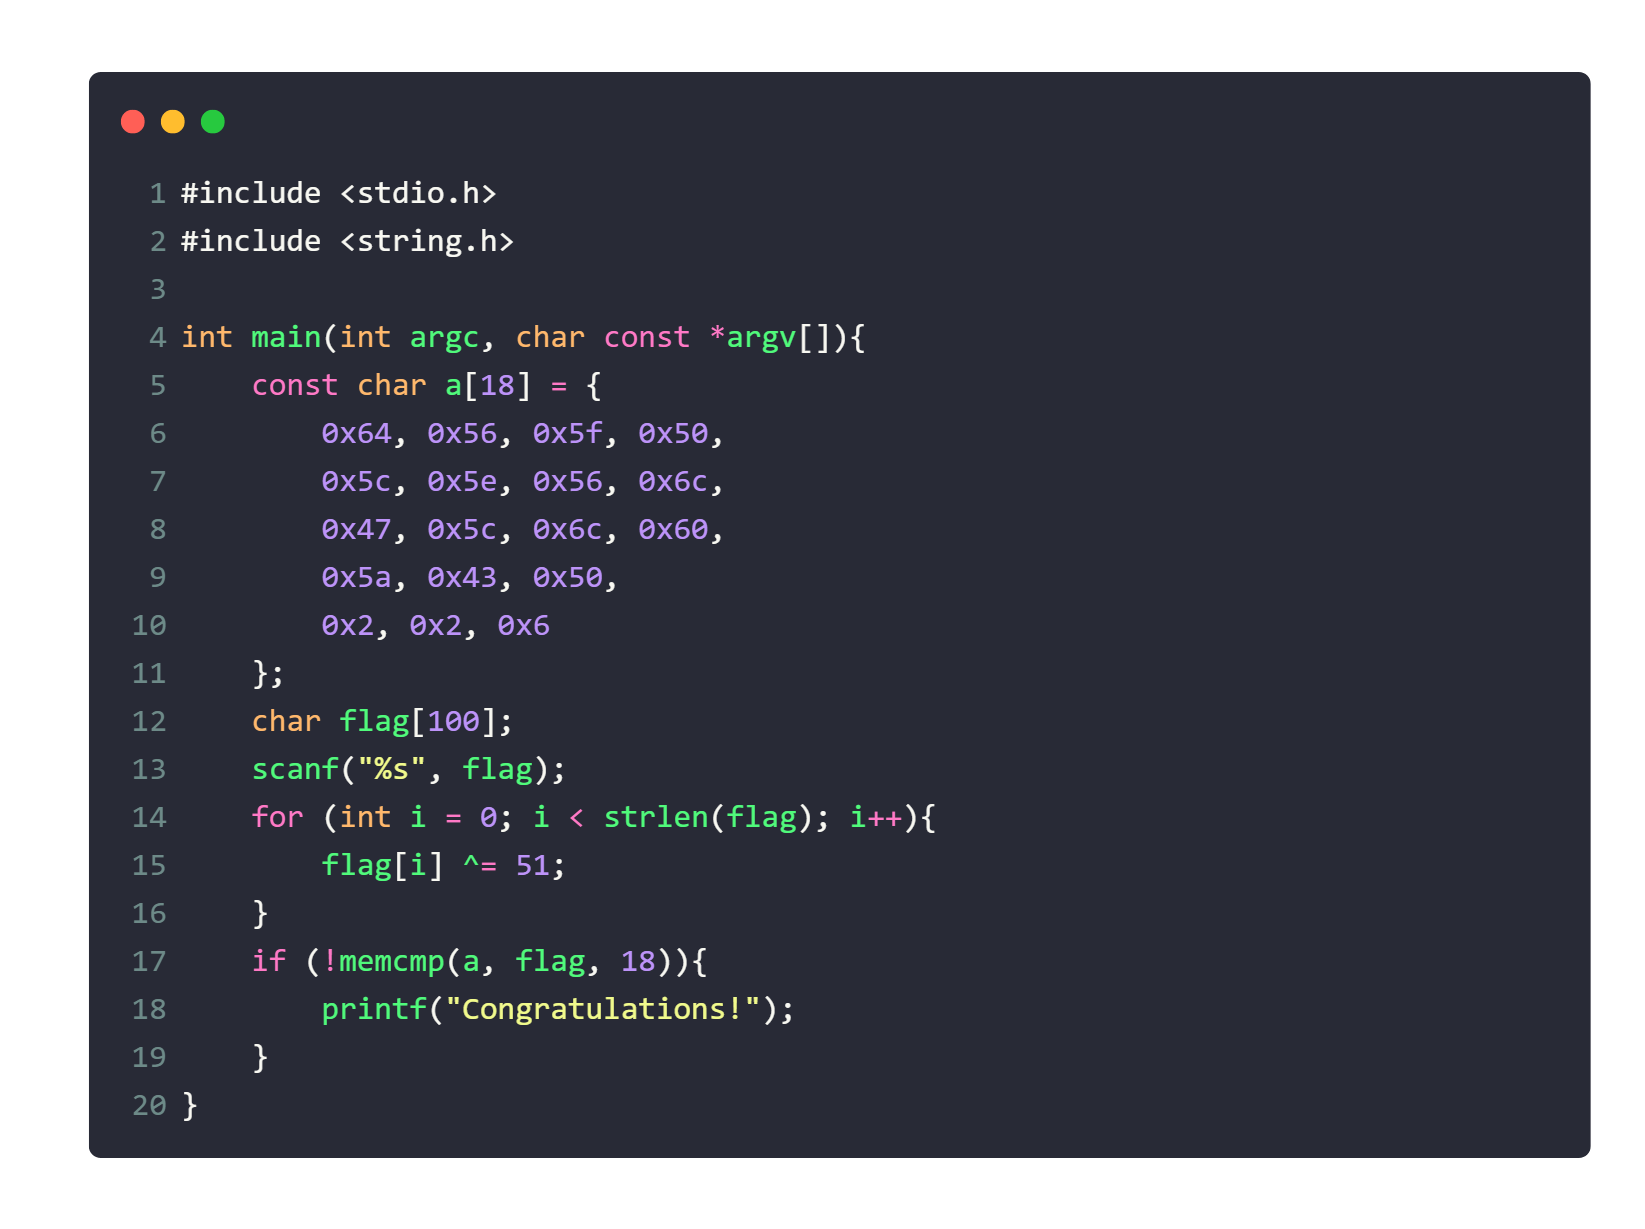 1 #include <stdio.h>
2 #include <string.h>
3
4 int main(int argc, char const *argv[]){
5     const char a[18] = {
6         0x64, 0x56, 0x5f, 0x50,
7         0x5c, 0x5e, 0x56, 0x6c,
8         0x47, 0x5c, 0x6c, 0x60,
9         0x5a, 0x43, 0x50,
10         0x2, 0x2, 0x6
11     };
12     char flag[100];
13     scanf("%s", flag);
14     for (int i = 0; i < strlen(flag); i++){
15         flag[i] ^= 51;
16     }
17     if (!memcmp(a, flag, 18)){
18         printf("Congratulations!");
19     }
20 }